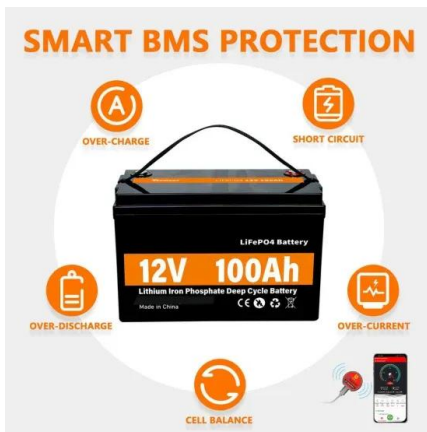 SMART BMS PROTECTION
A
OVER-CHARGE
SHORT CIRCUIT
LiFePO4 Battery
12V 100Ah
Lithium Iron Phosphate Deep Cycle Battery
Made in China
CE
OVER-DISCHARGE
OVER-CURRENT
CELL BALANCE